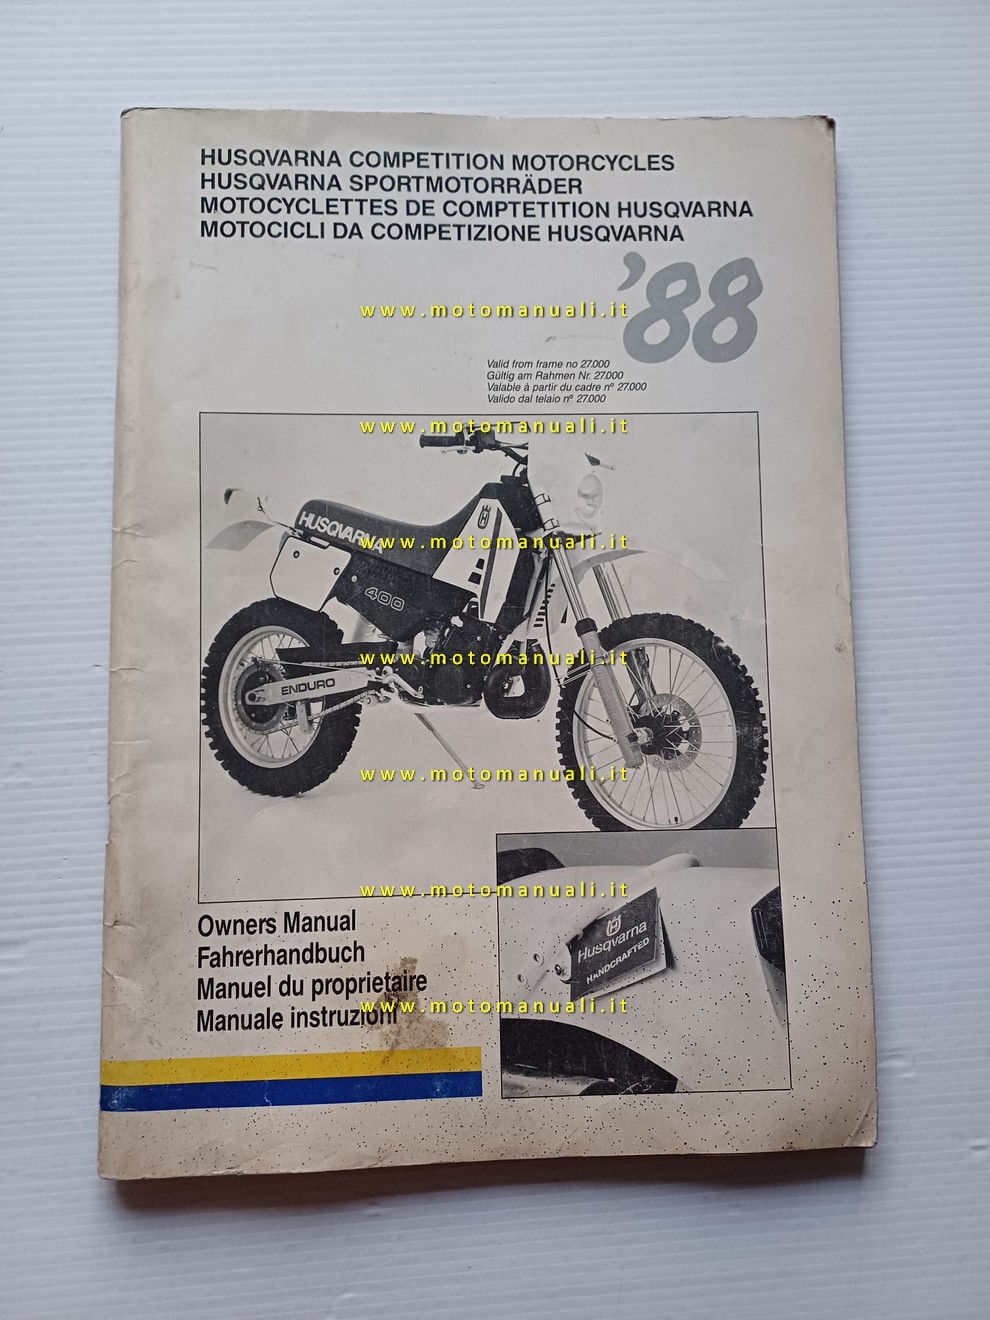 HUSQVARNA COMPETITION MOTORCYCLES
HUSQVARNA SPORTMOTORRÄDER
MOTOCYCLETTES DE COMPTETITION HUSQVARNA
MOTOCICLI DA COMPETIZIONE HUSQVARNA
'88
www.motomanuali.it
Valid from frame no 27.000
Gültig am Rahmen Nr. 27.000
Valable à partir du cadre nº 27.000
Valido dal telaio nº 27.000
www.motomanuali.it
HUSQVARNA
www.motomanuali.it
400
www.motomanuali.it
ENDURO
www.motomanuali.it
www.motomanuali.it
Husqvarna
HANDCRAFTED
Owners Manual
Fahrerhandbuch
Manuel du proprietaire
Manuale instruzioni
www.motomanuali.it